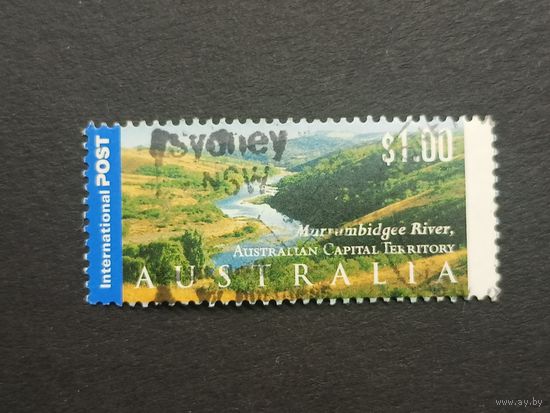 International POST
Sydney
NSW
$1.00
Murrumbidgee River,
AUSTRALIAN CAPITAL TERRITORY
AUSTRALIA
www.ay.by